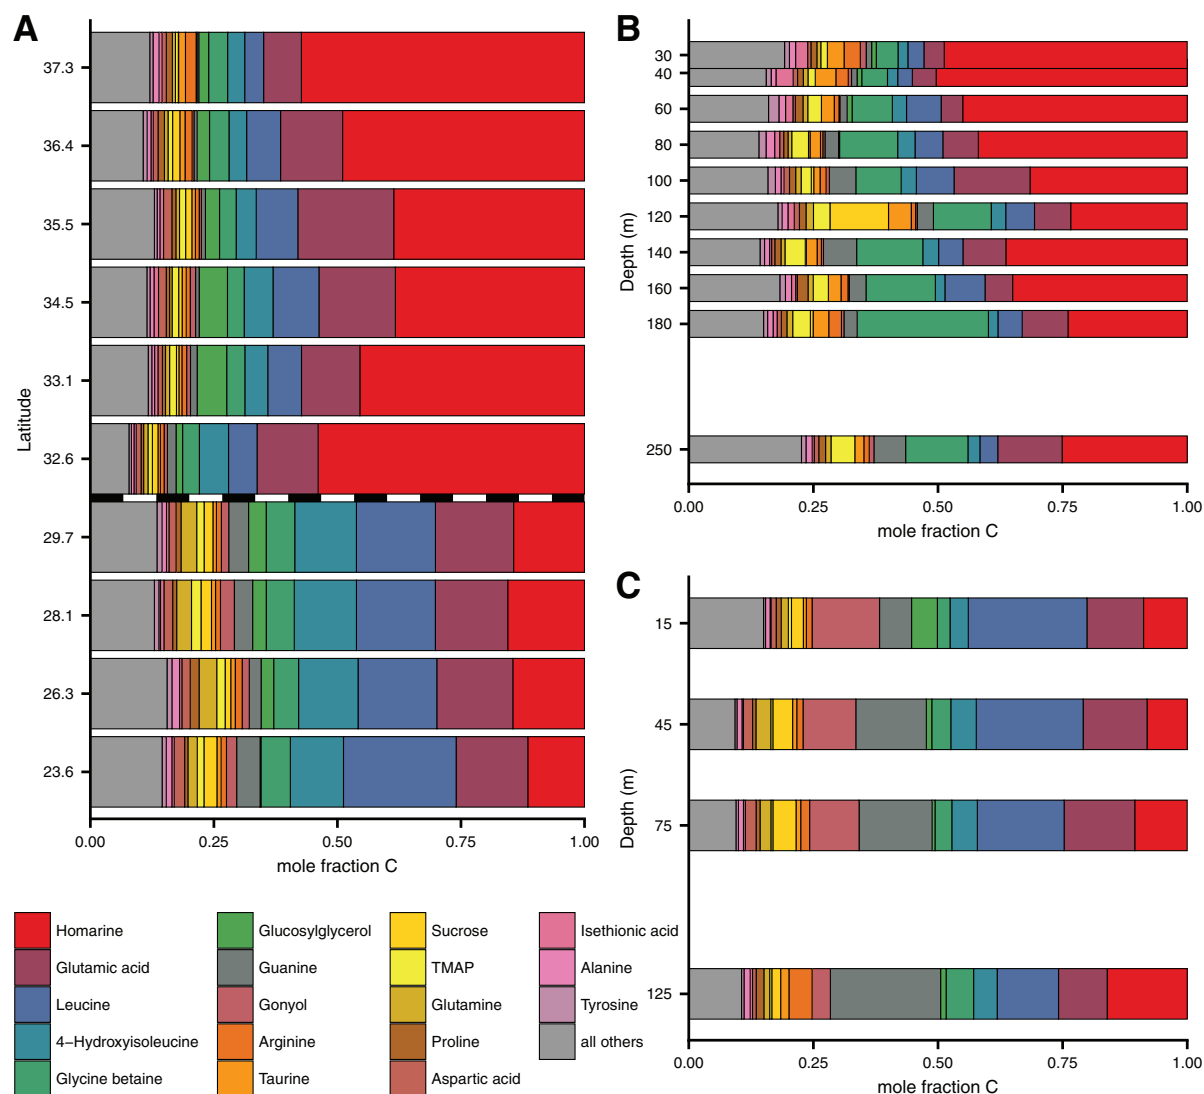 A
37.3
36.4
35.5
34.5
33.1
32.6
29.7
28.1
26.3
23.6
Latitude
0.00 0.25 0.50 0.75 1.00
mole fraction C
B
30
40
60
80
100
120
140
160
180
250
Depth (m)
0.00 0.25 0.50 0.75 1.00
mole fraction C
C
15
45
75
125
Depth (m)
0.00 0.25 0.50 0.75 1.00
mole fraction C
Homarine
Glutamic acid
Leucine
4−Hydroxyisoleucine
Glycine betaine
Glucosylglycerol
Guanine
Gonyol
Arginine
Taurine
Sucrose
TMAP
Glutamine
Proline
Aspartic acid
Isethionic acid
Alanine
Tyrosine
all others